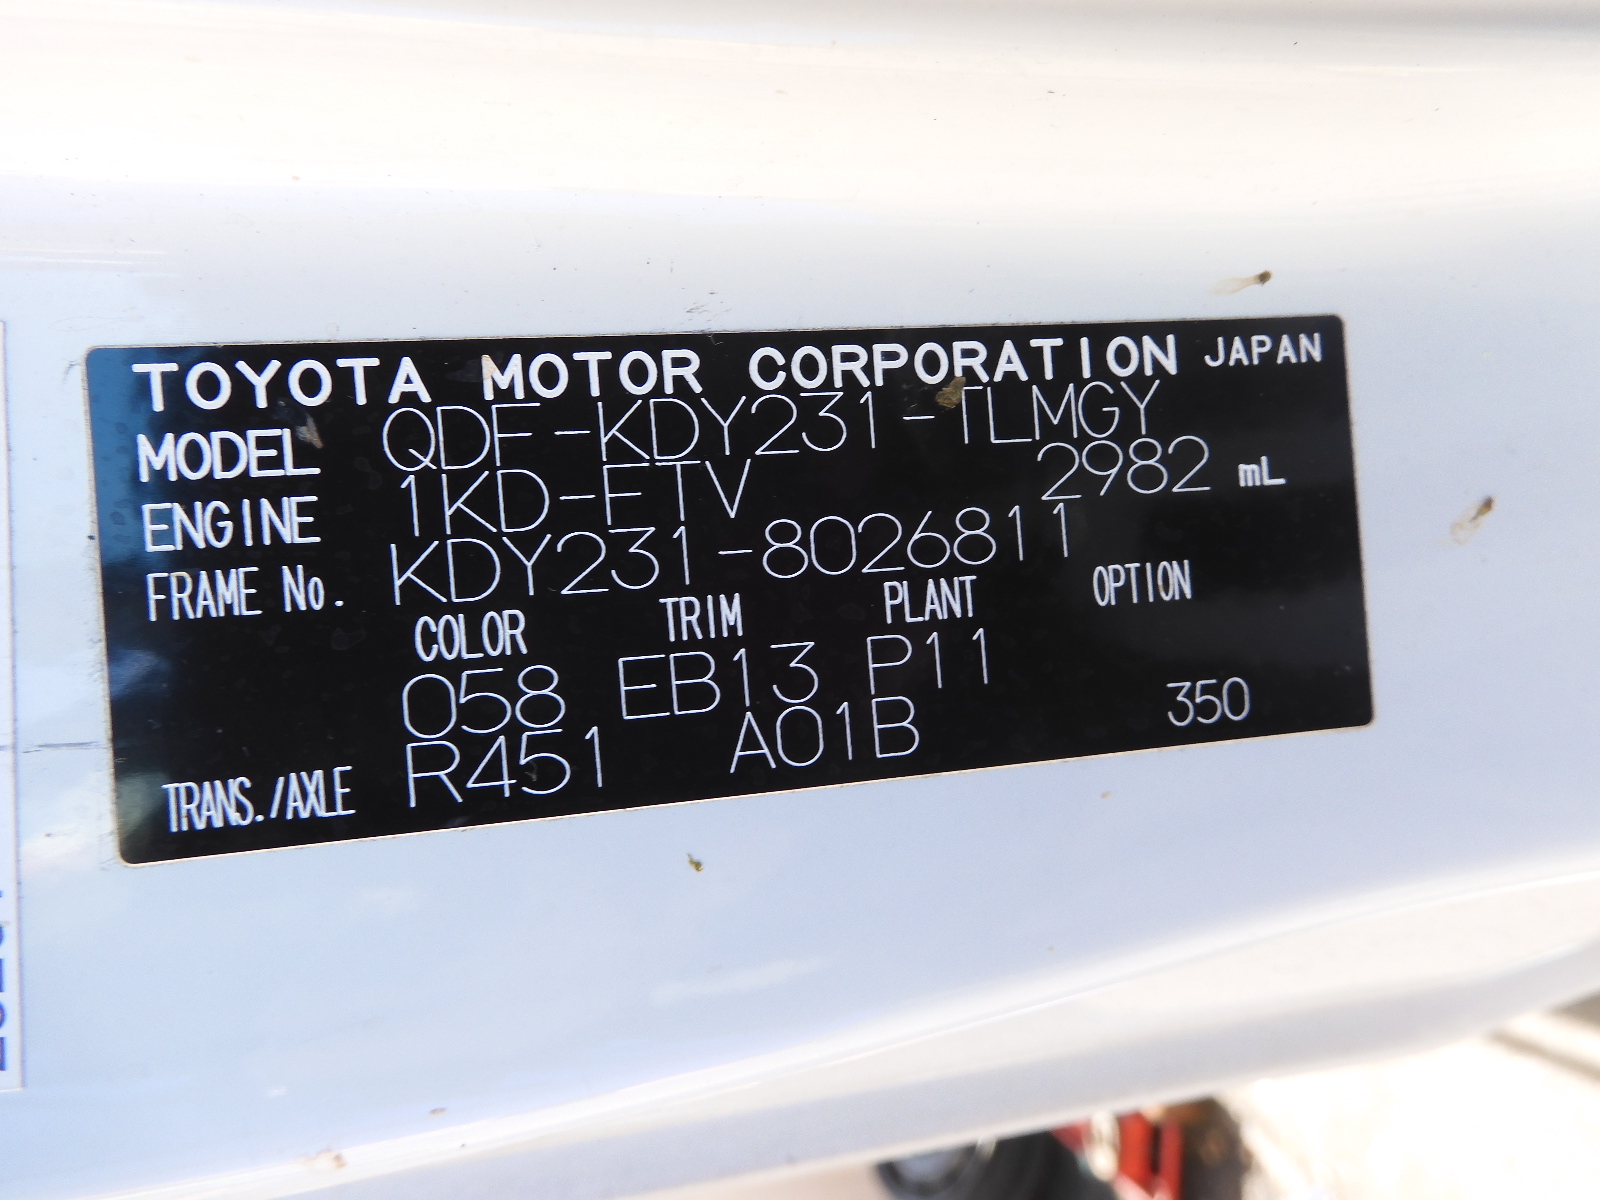 TOYOTA MOTOR CORPORATION JAPAN
MODEL QDF-KDY231-TLMGY
ENGINE 1KD-FTV 2982 mL
FRAME No. KDY231-8026811
COLOR TRIM PLANT OPTION
058 EB13 P11
TRANS./AXLE R451 A01B 350